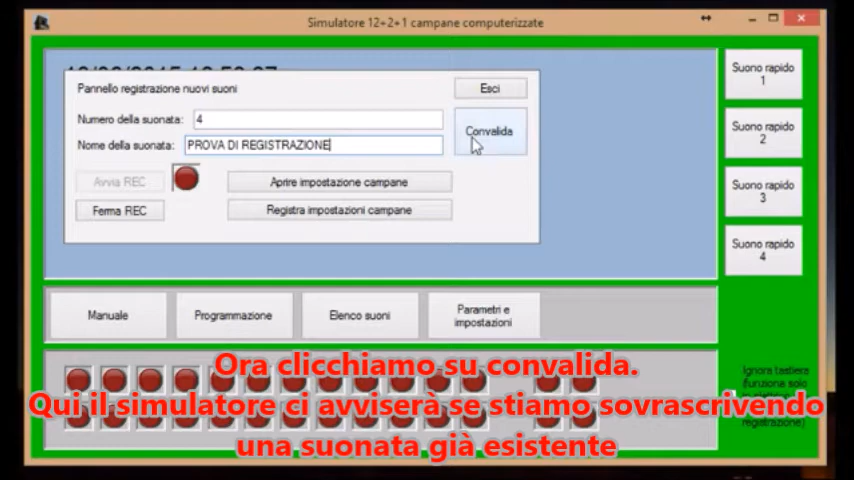 Simulatore 12+2+1 campane computerizzate
Pannello registrazione nuovi suoni
Esci
Numero della suonata: 4
Convalida
Nome della suonata: PROVA DI REGISTRAZIONE
Avvia REC
Aprire impostazione campane
Ferma REC
Registra impostazioni campane
Suono rapido
1
Suono rapido
2
Suono rapido
3
Suono rapido
4
Manuale
Programmazione
Elenco suoni
Parametri e
impostazioni
Ignora tastiera
(funziona solo
registrazione)
Ora clicchiamo su convalida.
Qui il simulatore ci avviserà se stiamo sovrascrivendo
una suonata già esistente